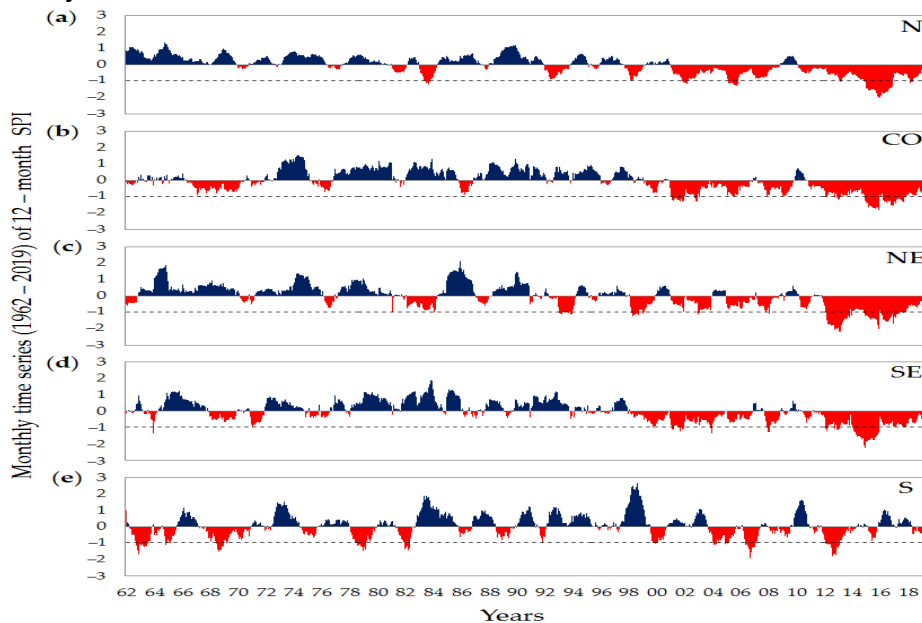 Monthly time series (1962 – 2019) of 12 – month SPI
(a)
N
3
2
1
0
−1
−2
−3
(b)
CO
3
2
1
0
−1
−2
−3
(c)
NE
3
2
1
0
−1
−2
−3
(d)
SE
3
2
1
0
−1
−2
−3
(e)
S
3
2
1
0
−1
−2
−3
62 64 66 68 70 72 74 76 78 80 82 84 86 88 90 92 94 96 98 00 02 04 06 08 10 12 14 16 18
Years